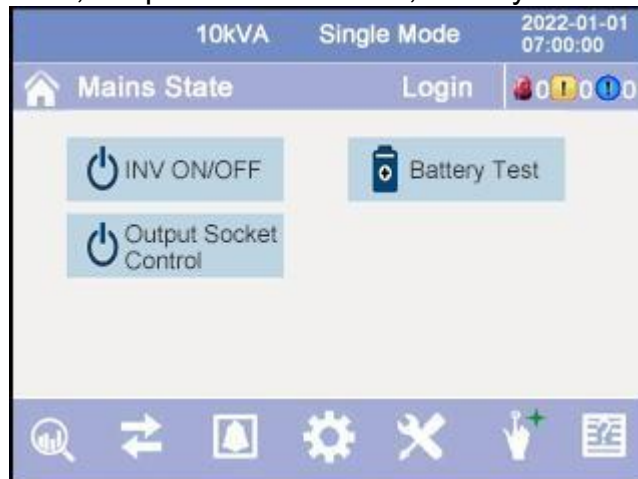 10kVA Single Mode 2022-01-01
07:00:00
Mains State Login 0 0 0
INV ON/OFF Battery Test
Output Socket
Control